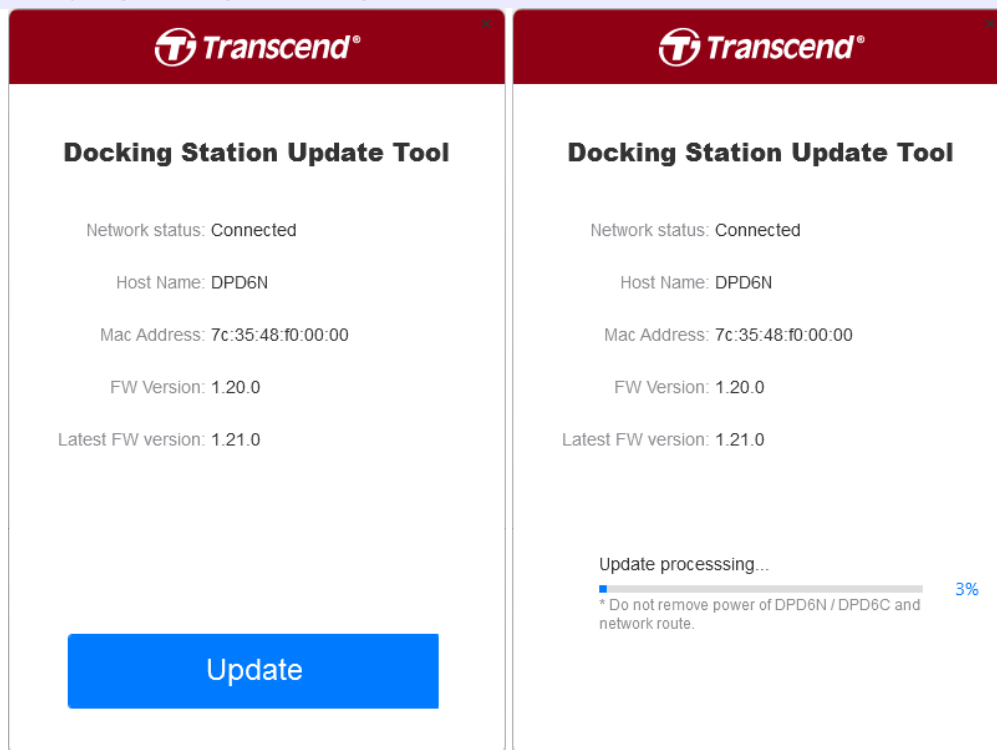 Transcend®
Docking Station Update Tool
Network status: Connected
Host Name: DPD6N
Mac Address: 7c:35:48:f0:00:00
FW Version: 1.20.0
Latest FW version: 1.21.0
Update
Transcend®
Docking Station Update Tool
Network status: Connected
Host Name: DPD6N
Mac Address: 7c:35:48:f0:00:00
FW Version: 1.20.0
Latest FW version: 1.21.0
Update processsing...
3%
* Do not remove power of DPD6N / DPD6C and
network route.